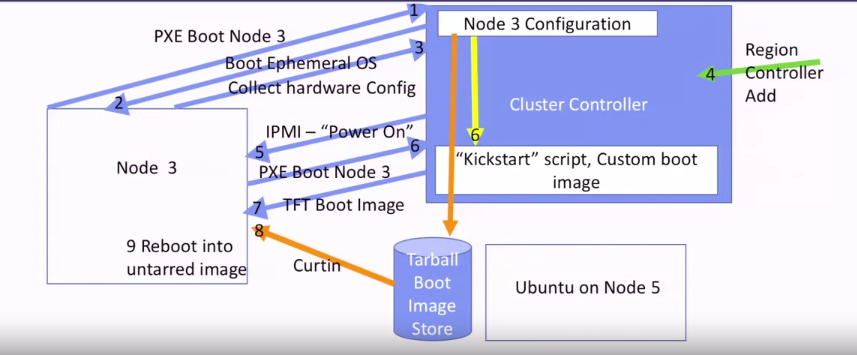 1
PXE Boot Node 3
Node 3 Configuration
Boot Ephemeral OS
3
2
Collect hardware Config
Region
4
Controller
Add
Cluster Controller
IPMI – “Power On”
5
6
6
Node 3
PXE Boot Node 3
“Kickstart” script, Custom boot
image
7
TFT Boot Image
8
9 Reboot into
untarred image
Curtin
Tarball
Boot
Image
Store
Ubuntu on Node 5